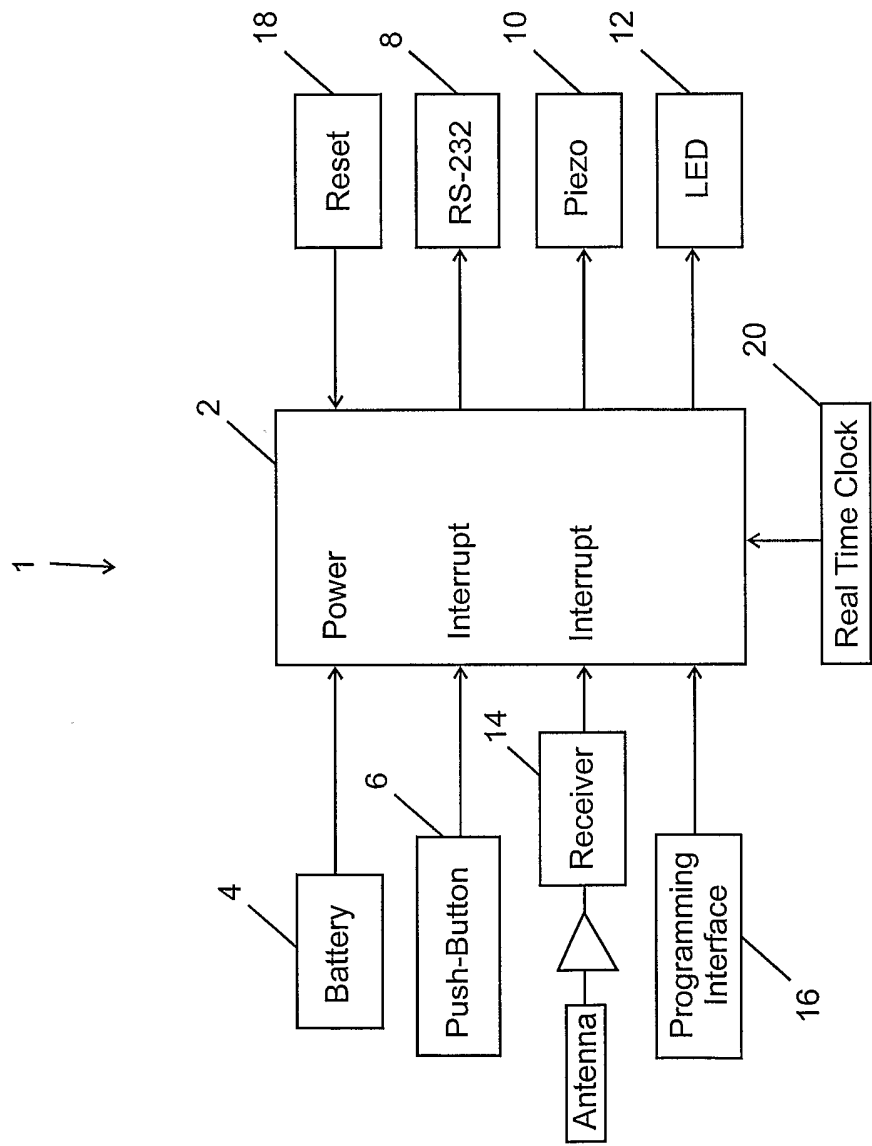 1
2
18
Reset
8
RS-232
10
Piezo
12
LED
Power
Interrupt
Interrupt
4
Battery
6
Push-Button
14
Receiver
Antenna
Programming
Interface
16
20
Real Time Clock